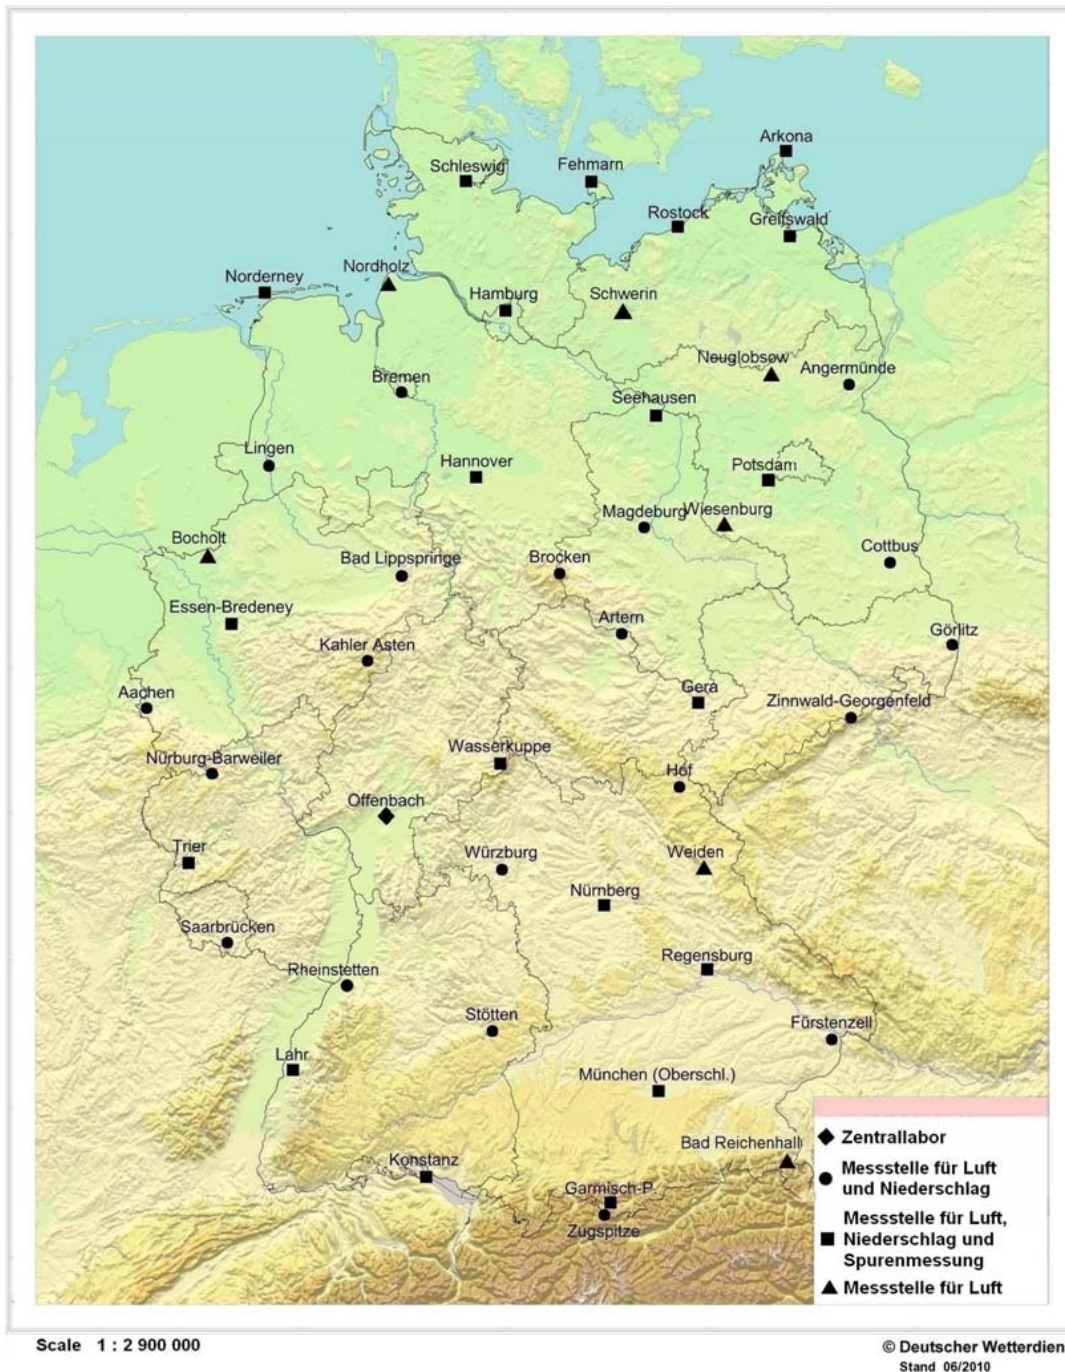 Arkona
Schleswig
Fehmarn
Rostock
Greifswald
Nordholz
Norderney
Hamburg
Schwerin
Neuglobsow
Angermünde
Bremen
Seehausen
Lingen
Hannover
Potsdam
Magdeburg
Wiesenburg
Bocholt
Cottbus
Bad Lippspringe
Brocken
Essen-Bredeney
Artern
Görlitz
Kahler Asten
Aachen
Gera
Zinnwald-Georgenfeld
Wasserkuppe
Nürburg-Barweiler
Hof
Offenbach
Trier
Würzburg
Weiden
Nürnberg
Saarbrücken
Regensburg
Rheinstetten
Stötten
Fürstenzell
Lahr
München (Oberschl.)
Bad Reichenhall
Konstanz
Garmisch-P.
Zugspitze
Zentrallabor
Messstelle für Luft
und Niederschlag
Messstelle für Luft,
Niederschlag und
Spurenmessung
Messstelle für Luft
Scale 1 : 2 900 000
© Deutscher Wetterdien
Stand 06/2010